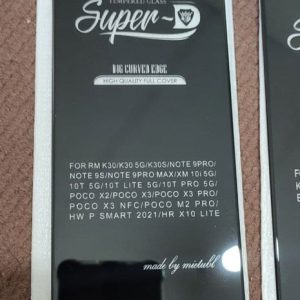 TEMPERED GLASS
Super-D
BIG CURVED EDGE
HIGH QUALITY FULL COVER
FOR RM K30/K30 5G/K30S/NOTE 9PRO/
NOTE 9S/NOTE 9PRO MAX/XM 10i 5G/
10T 5G/10T LITE 5G/10T PRO 5G/
POCO X2/POCO X3/POCO X3 PRO/
POCO X3 NFC/POCO M2 PRO/
HW P SMART 2021/HR X10 LITE
made by mietubl